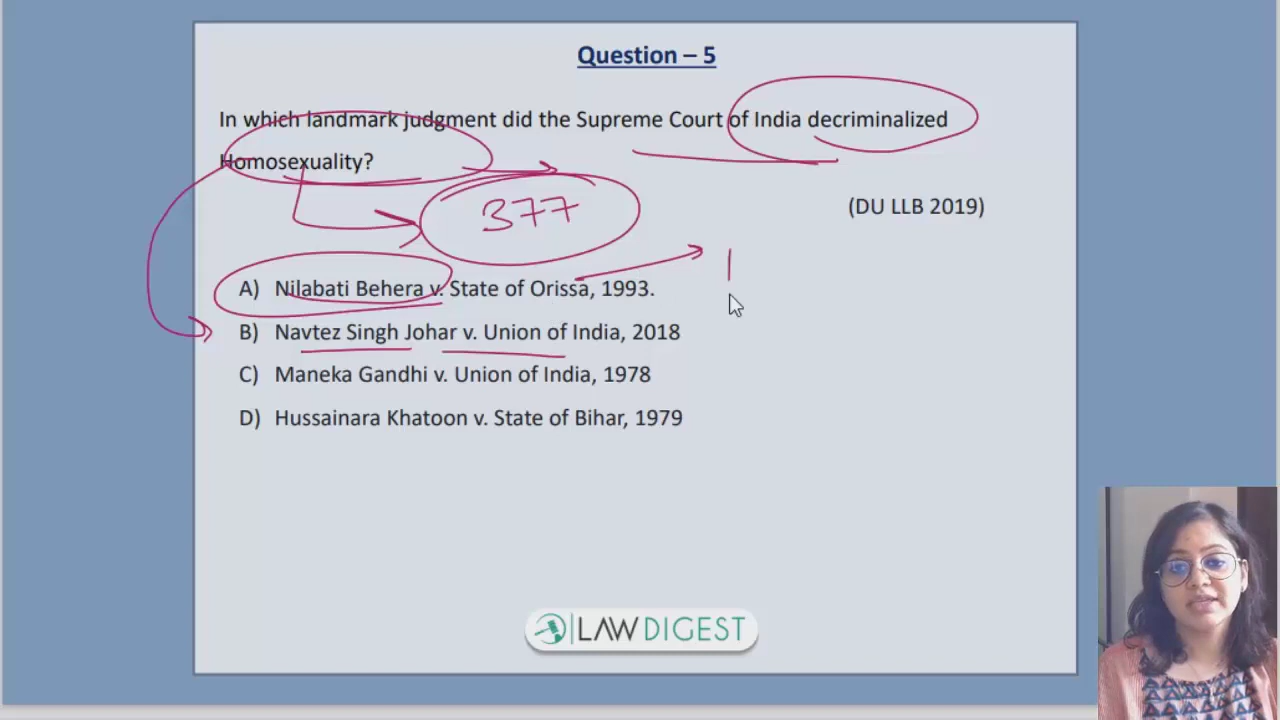 Question – 5
In which landmark judgment did the Supreme Court of India decriminalized
Homosexuality?
377
(DU LLB 2019)
A) Nilabati Behera v. State of Orissa, 1993.
B) Navtez Singh Johar v. Union of India, 2018
C) Maneka Gandhi v. Union of India, 1978
D) Hussainara Khatoon v. State of Bihar, 1979
LAW DIGEST